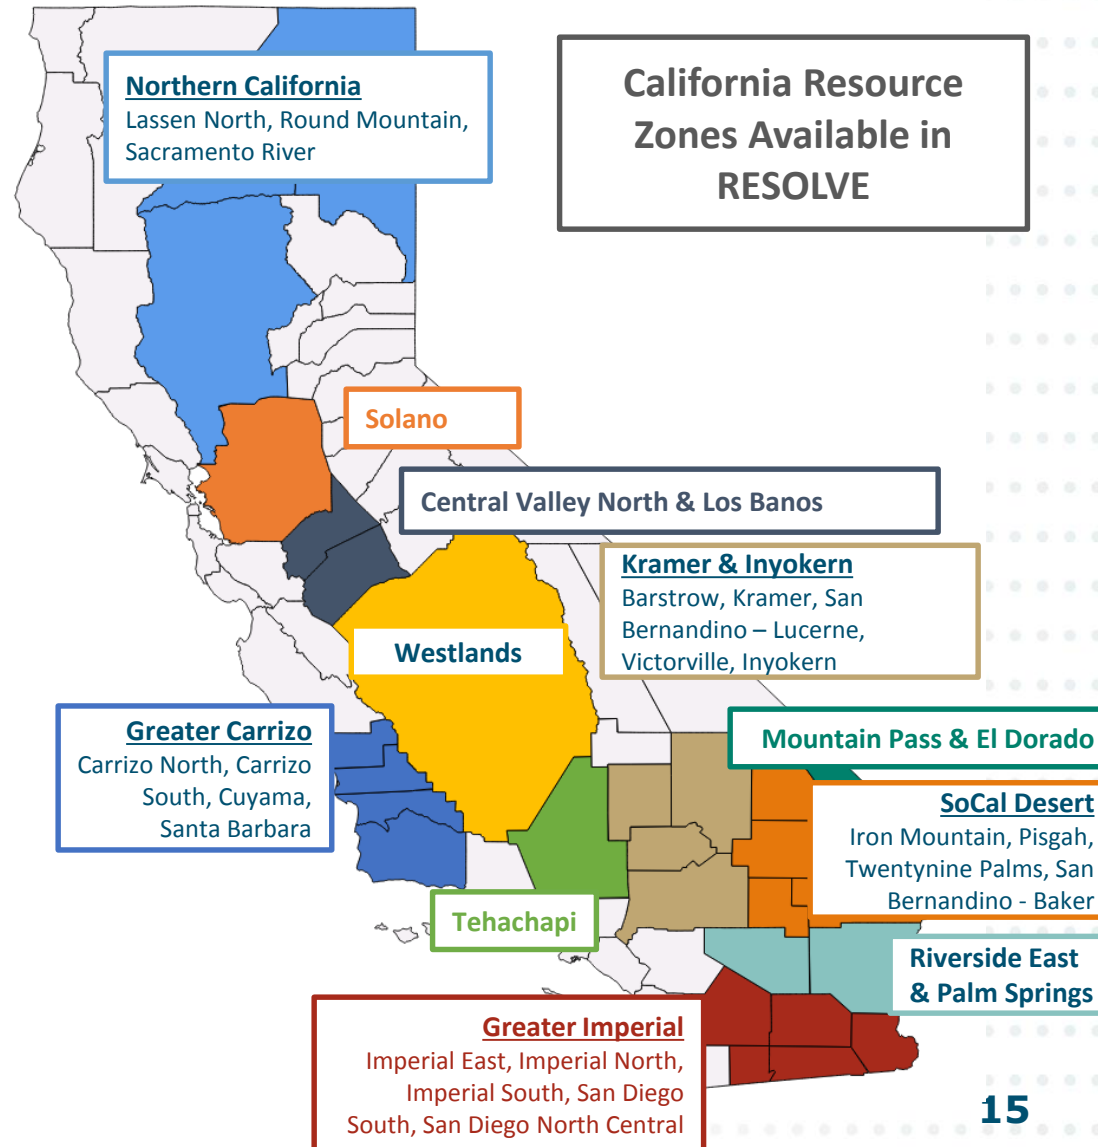 California Resource
Zones Available in
RESOLVE
Northern California
Lassen North, Round Mountain,
Sacramento River
Solano
Central Valley North & Los Banos
Kramer & Inyokern
Barstrow, Kramer, San
Bernandino – Lucerne,
Victorville, Inyokern
Westlands
Greater Carrizo
Carrizo North, Carrizo
South, Cuyama,
Santa Barbara
Mountain Pass & El Dorado
SoCal Desert
Iron Mountain, Pisgah,
Twentynine Palms, San
Bernandino - Baker
Tehachapi
Riverside East
& Palm Springs
Greater Imperial
Imperial East, Imperial North,
Imperial South, San Diego
South, San Diego North Central
15